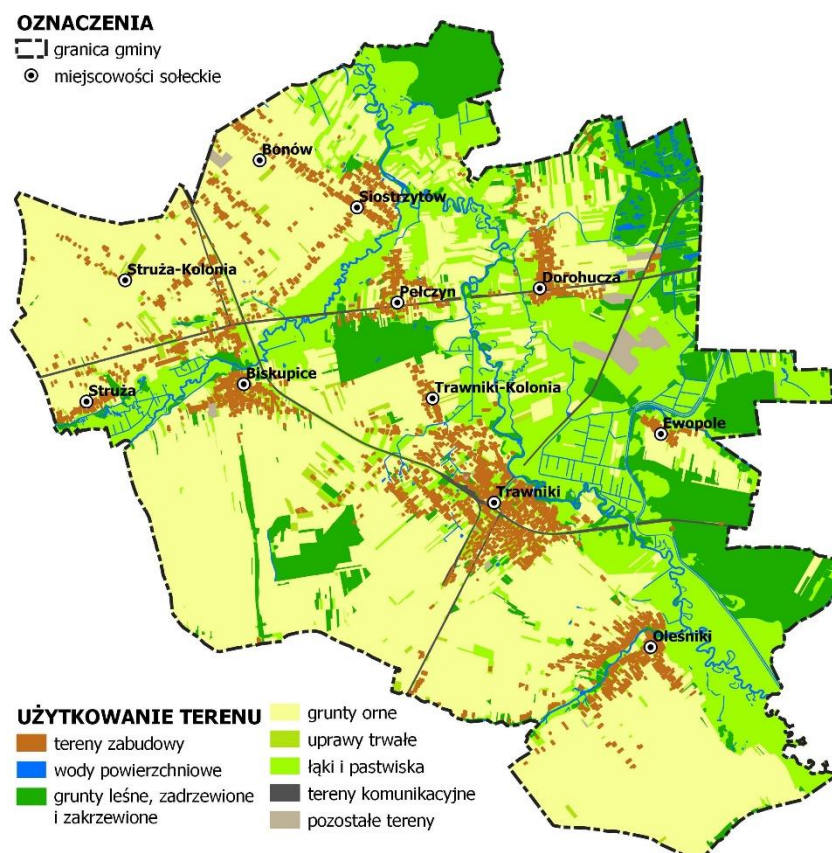 OZNACZENIA
granica gminy
miejscowości sołeckie
Bonów
Siostrzytów
Struża-Kolonia
Dorohucza
Pełczyn
Biskupice
Trawniki-Kolonia
Struża
Ewopole
Trawniki
Oleśniki
UŻYTKOWANIE TERENU
tereny zabudowy
wody powierzchniowe
grunty leśne, zadrzewione
i zakrzewione
grunty orne
uprawy trwałe
łąki i pastwiska
tereny komunikacyjne
pozostałe tereny